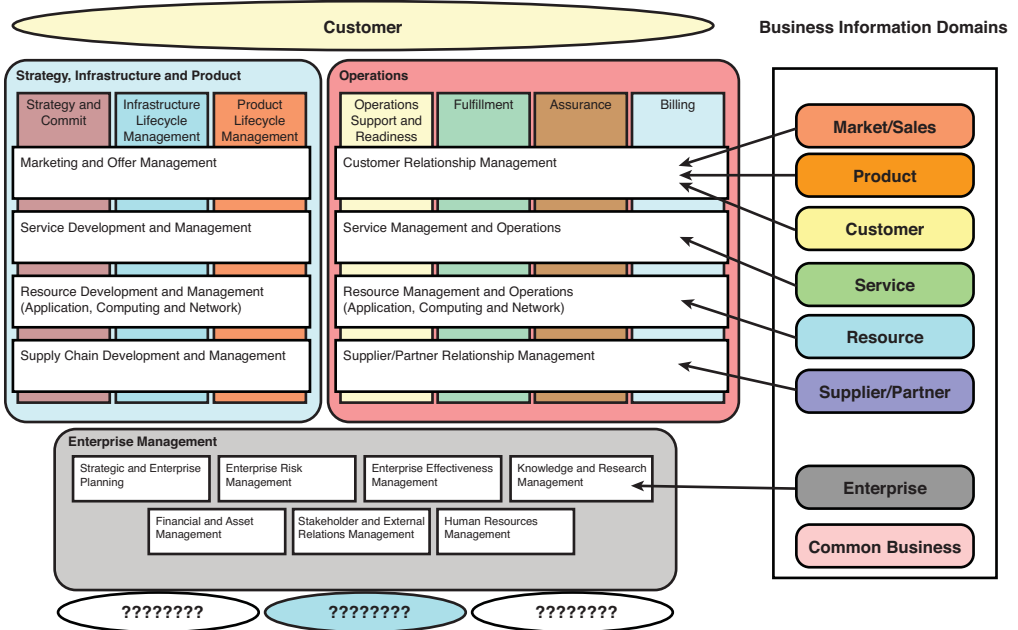 Customer
Business Information Domains
Strategy, Infrastructure and Product
Strategy and
Commit
Infrastructure
Lifecycle
Management
Product
Lifecycle
Management
Marketing and Offer Management
Service Development and Management
Resource Development and Management
(Application, Computing and Network)
Supply Chain Development and Management
Operations
Operations
Support and
Readiness
Fulfillment
Assurance
Billing
Customer Relationship Management
Service Management and Operations
Resource Management and Operations
(Application, Computing and Network)
Supplier/Partner Relationship Management
Market/Sales
Product
Customer
Service
Resource
Supplier/Partner
Enterprise
Common Business
Enterprise Management
Strategic and Enterprise
Planning
Enterprise Risk
Management
Enterprise Effectiveness
Management
Knowledge and Research
Management
Financial and Asset
Management
Stakeholder and External
Relations Management
Human Resources
Management
????????
????????
????????